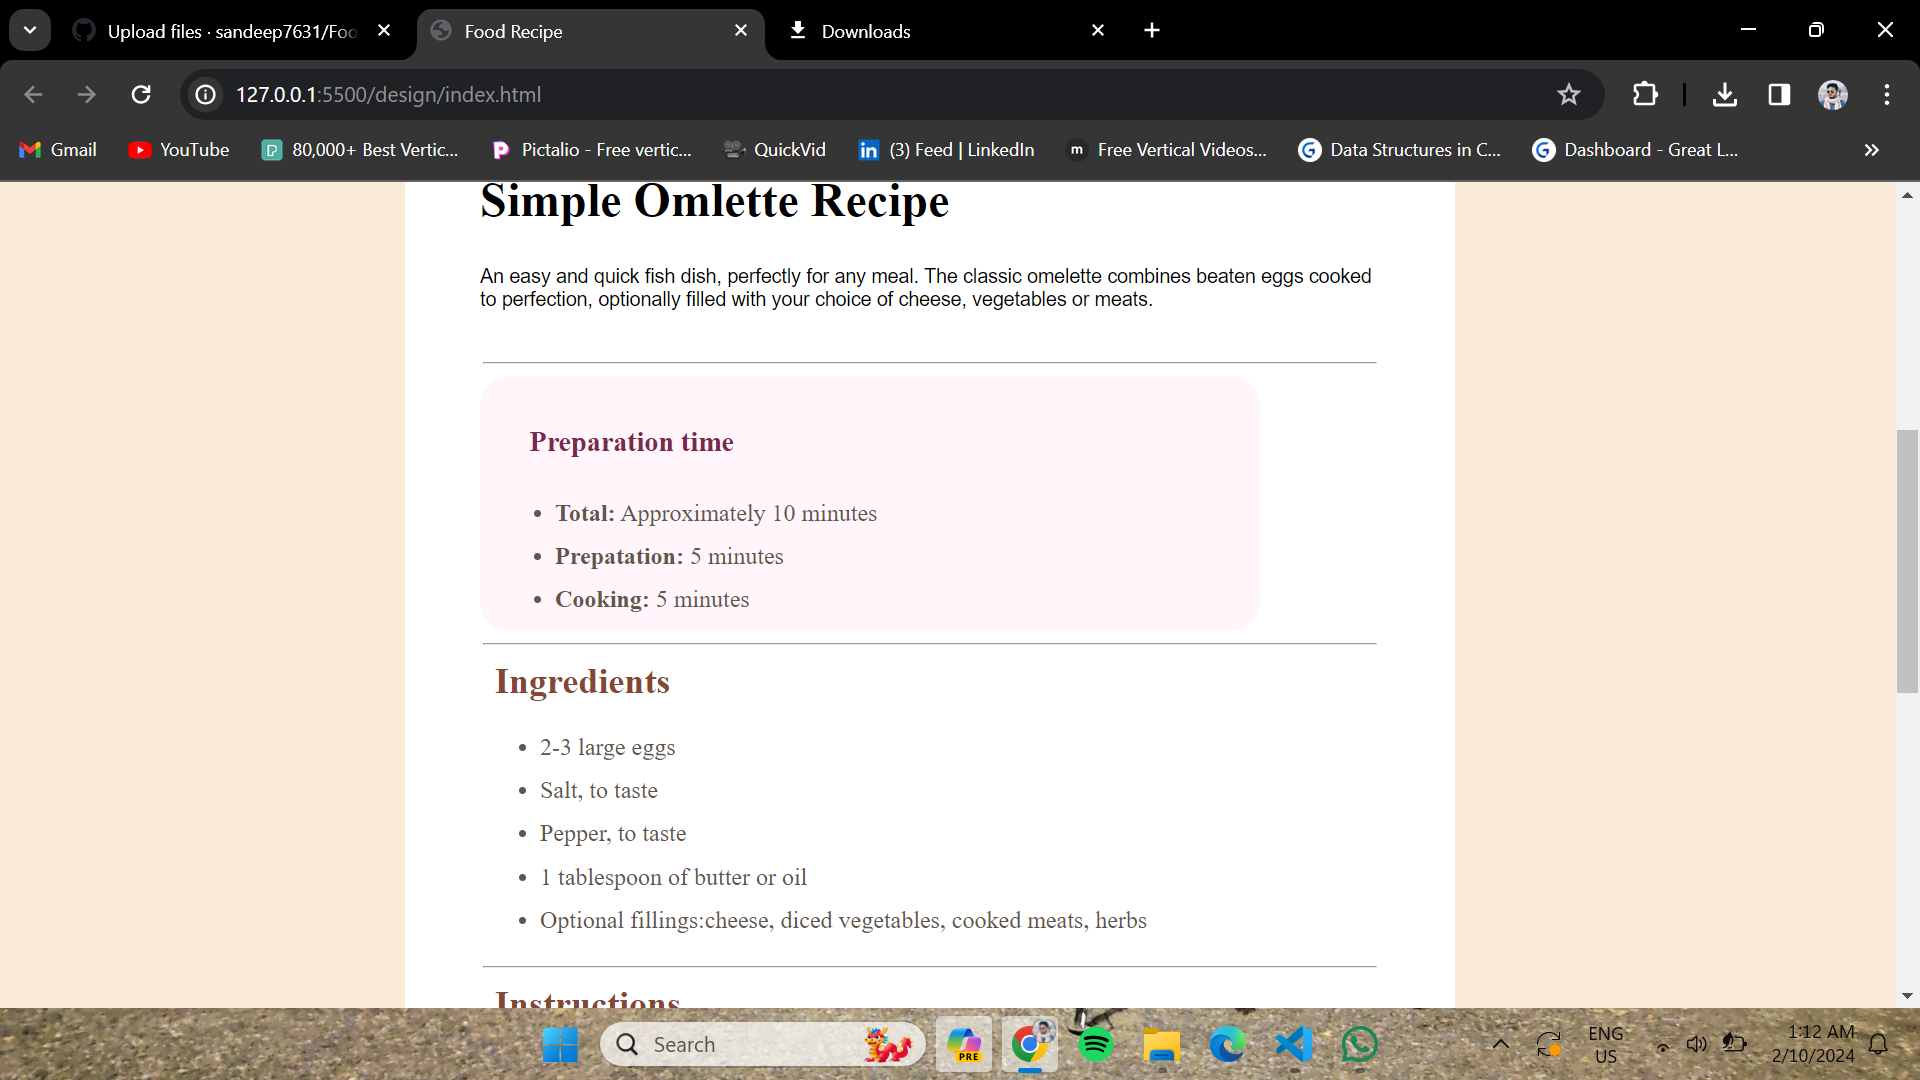 Upload files · sandeep7631/Foo
Food Recipe
Downloads
127.0.0.1:5500/design/index.html
Gmail
YouTube
80,000+ Best Vertic...
Pictalio - Free vertic...
QuickVid
(3) Feed | LinkedIn
Free Vertical Videos...
Data Structures in C...
Dashboard - Great L...
Simple Omlette Recipe
An easy and quick fish dish, perfectly for any meal. The classic omelette combines beaten eggs cooked
to perfection, optionally filled with your choice of cheese, vegetables or meats.
Preparation time
• Total: Approximately 10 minutes
• Prepatation: 5 minutes
• Cooking: 5 minutes
Ingredients
• 2-3 large eggs
• Salt, to taste
• Pepper, to taste
• 1 tablespoon of butter or oil
• Optional fillings:cheese, diced vegetables, cooked meats, herbs
Instructions
Search
PRE
ENG
US
1:12 AM
2/10/2024